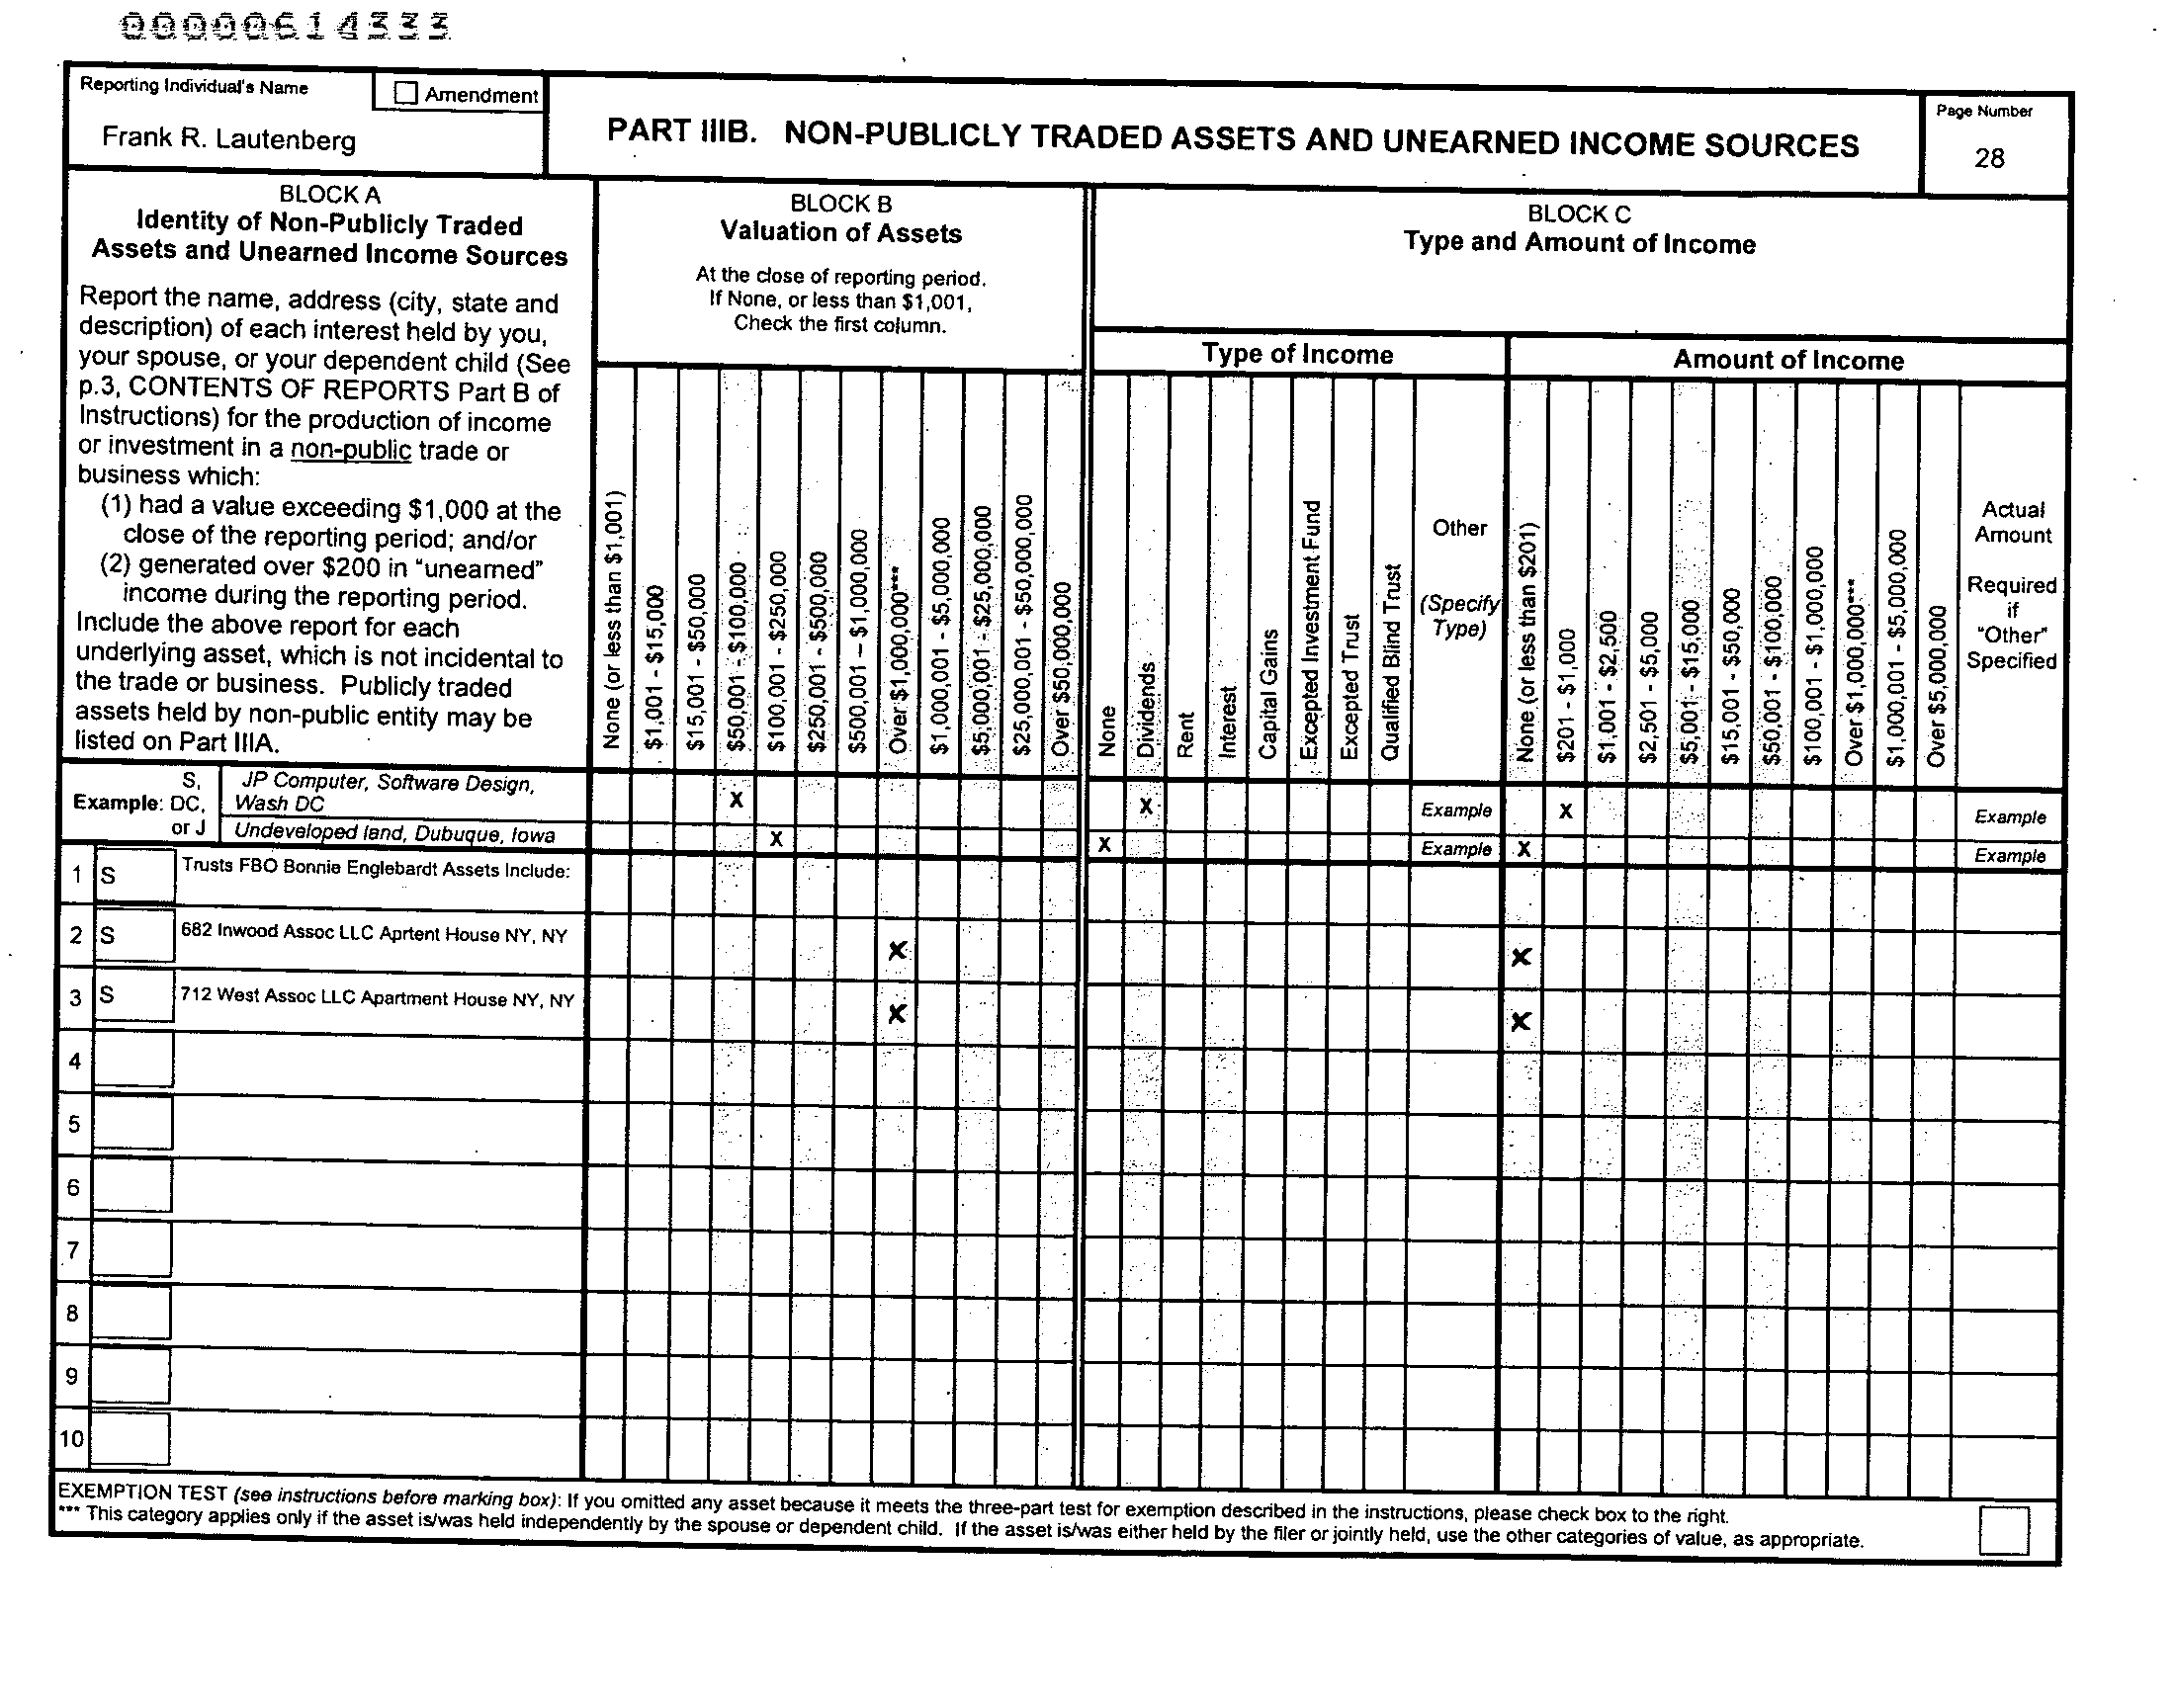 00000614333
Reporting Individual's Name
☐ Amendment
Frank R. Lautenberg
PART IIIB. NON-PUBLICLY TRADED ASSETS AND UNEARNED INCOME SOURCES
Page Number
28
BLOCK A
Identity of Non-Publicly Traded
Assets and Unearned Income Sources
Report the name, address (city, state and
description) of each interest held by you,
your spouse, or your dependent child (See
p.3, CONTENTS OF REPORTS Part B of
Instructions) for the production of income
or investment in a non-public trade or
business which:
(1) had a value exceeding $1,000 at the
close of the reporting period; and/or
(2) generated over $200 in "unearned"
income during the reporting period.
Include the above report for each
underlying asset, which is not incidental to
the trade or business. Publicly traded
assets held by non-public entity may be
listed on Part IIIA.
BLOCK B
Valuation of Assets
At the close of reporting period.
If None, or less than $1,001,
Check the first column.
None (or less than $1,001)
$1,001 - $15,000
$15,001 - $50,000
$50,001 - $100,000
$100,001 - $250,000
$250,001 - $500,000
$500,001 – $1,000,000
Over $1,000,000***
$1,000,001 - $5,000,000
$5,000,001 - $25,000,000
$25,000,001 - $50,000,000
Over $50,000,000
BLOCK C
Type and Amount of Income
Type of Income
None
Dividends
Rent
Interest
Capital Gains
Excepted Investment Fund
Excepted Trust
Qualified Blind Trust
Other
(Specify
Type)
Amount of Income
None (or less than $201)
$201 - $1,000
$1,001 - $2,500
$2,501 - $5,000
$5,001 - $15,000
$15,001 - $50,000
$50,001 - $100,000
$100,001 - $1,000,000
Over $1,000,000***
$1,000,001 - $5,000,000
Over $5,000,000
Actual
Amount
Required
if
"Other"
Specified
Example: S, DC, or J
JP Computer, Software Design,
Wash DC X X Example X Example
Undeveloped land, Dubuque, Iowa X X Example X Example
1 S Trusts FBO Bonnie Englebardt Assets Include:
2 S 682 Inwood Assoc LLC Aprtent House NY, NY X X
3 S 712 West Assoc LLC Apartment House NY, NY X X
4
5
6
7
8
9
10
EXEMPTION TEST (see instructions before marking box): If you omitted any asset because it meets the three-part test for exemption described in the instructions, please check box to the right.
*** This category applies only if the asset is/was held independently by the spouse or dependent child. If the asset is/was either held by the filer or jointly held, use the other categories of value, as appropriate.